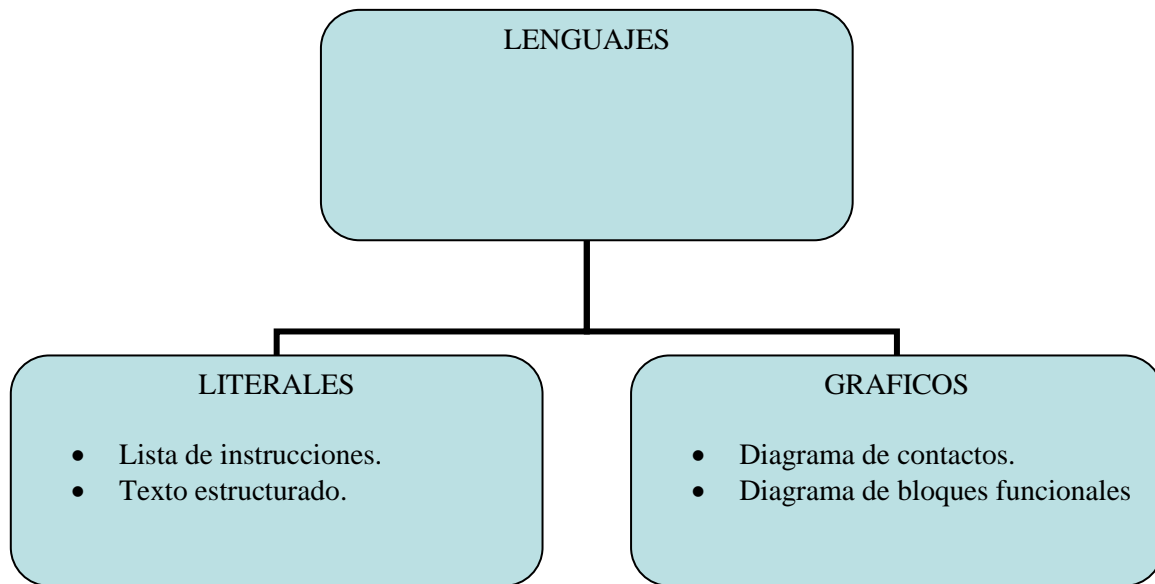 LENGUAJES
LITERALES
• Lista de instrucciones.
• Texto estructurado.
GRAFICOS
• Diagrama de contactos.
• Diagrama de bloques funcionales